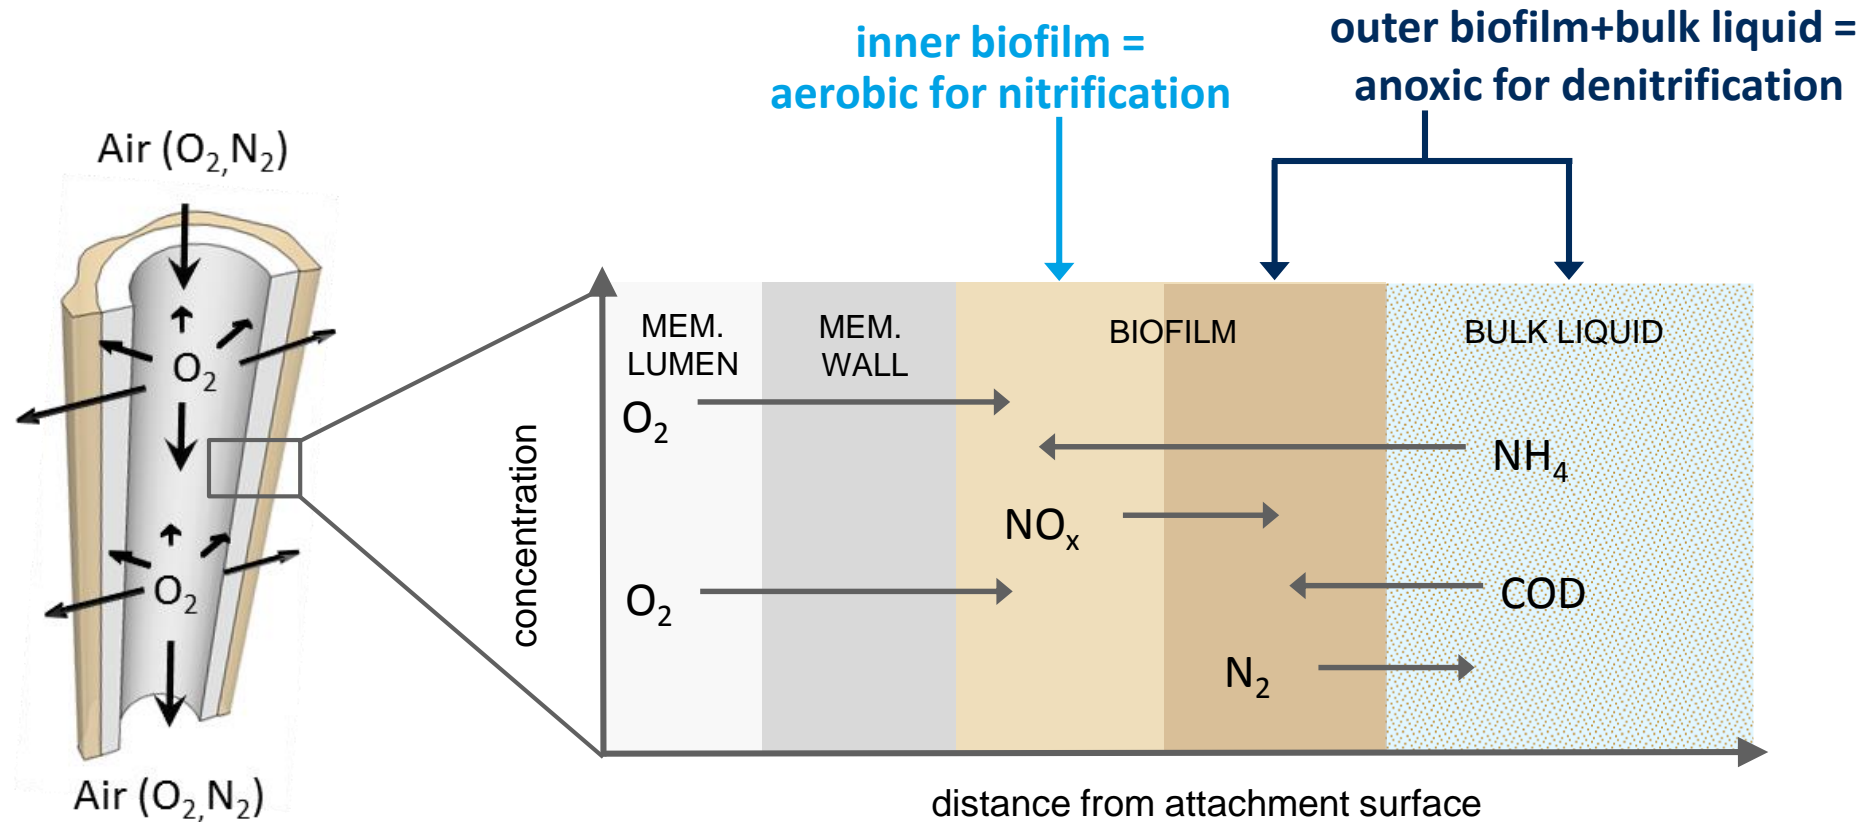 inner biofilm =
aerobic for nitrification
outer biofilm+bulk liquid =
anoxic for denitrification
Air (O₂,N₂)
O₂
O₂
Air (O₂,N₂)
concentration
MEM.
LUMEN
MEM.
WALL
BIOFILM
BULK LIQUID
O₂
NH₄
NOₓ
O₂
COD
N₂
distance from attachment surface